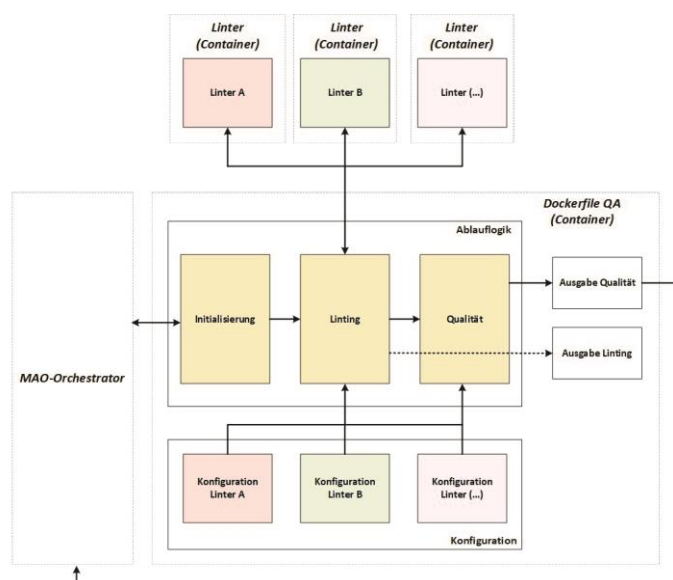 Linter
(Container)
Linter
(Container)
Linter
(Container)
Linter A
Linter B
Linter (...)
Dockerfile QA
(Container)
Ablauflogik
Initialisierung
Linting
Qualität
Ausgabe Qualität
Ausgabe Linting
MAO-Orchestrator
Konfiguration
Linter A
Konfiguration
Linter B
Konfiguration
Linter (...)
Konfiguration